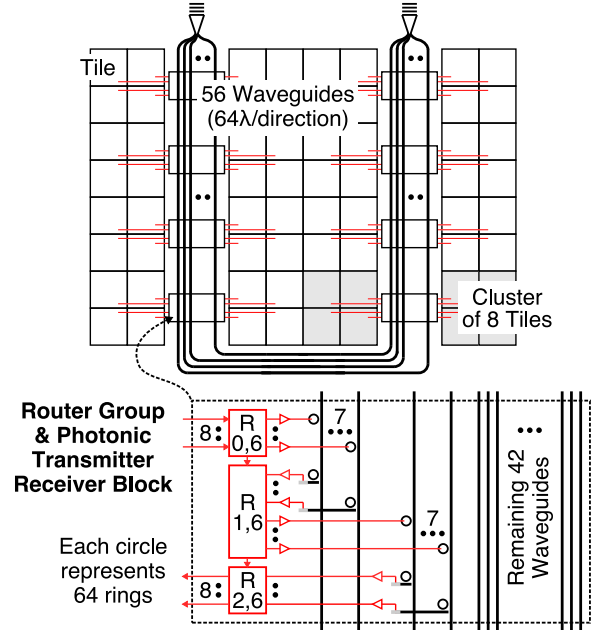 Tile
56 Waveguides
(64λ/direction)
Cluster
of 8 Tiles
Router Group
& Photonic
Transmitter
Receiver Block
8
R
0,6
7
R
1,6
7
Remaining 42
Waveguides
Each circle
represents
64 rings
8
R
2,6